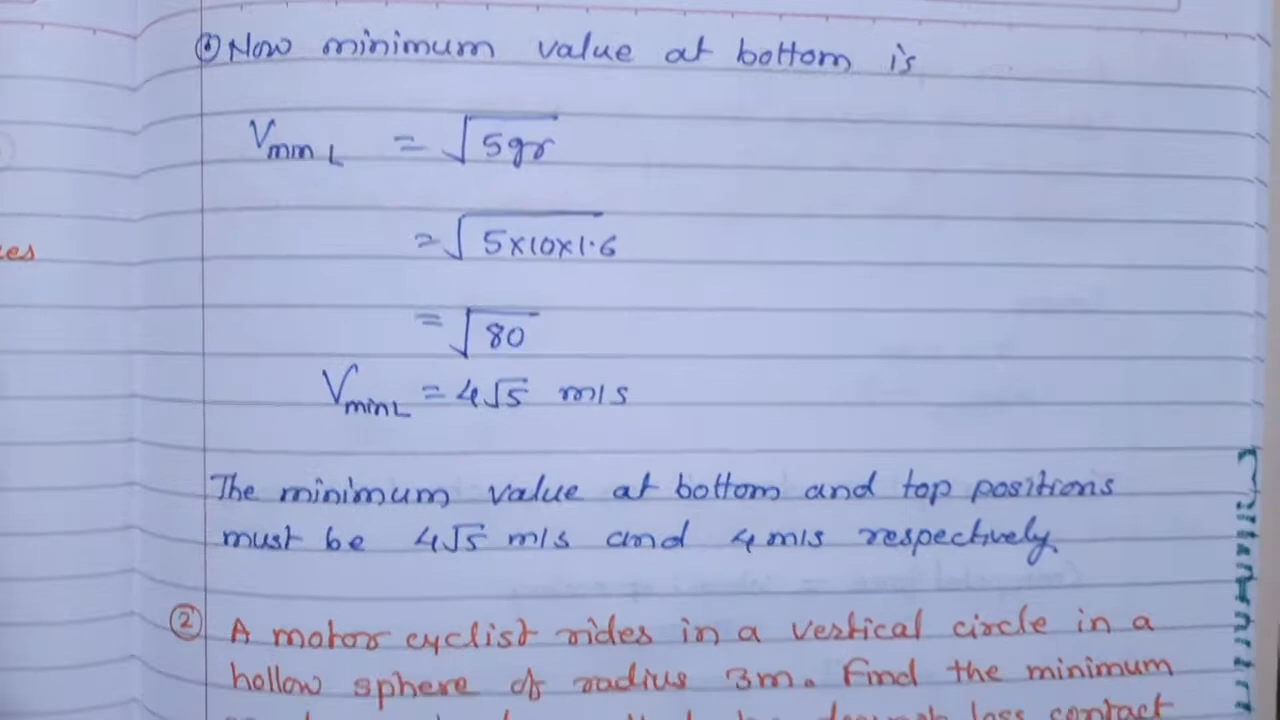 ① Now minimum value at bottom is
Vmin L = √5gr
= √5×10×1.6
= √80
Vmin L = 4√5 m/s
The minimum value at bottom and top positions
must be 4√5 m/s and 4 m/s respectively.
② A motor cyclist rides in a vertical circle in a
hollow sphere of radius 3m. Find the minimum
loss contact